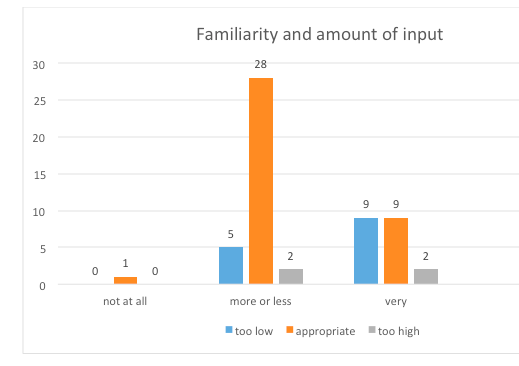 Familiarity and amount of input
30
25
20
15
10
5
0
0 1 0
5 28 2
9 9 2
not at all more or less very
too low appropriate too high